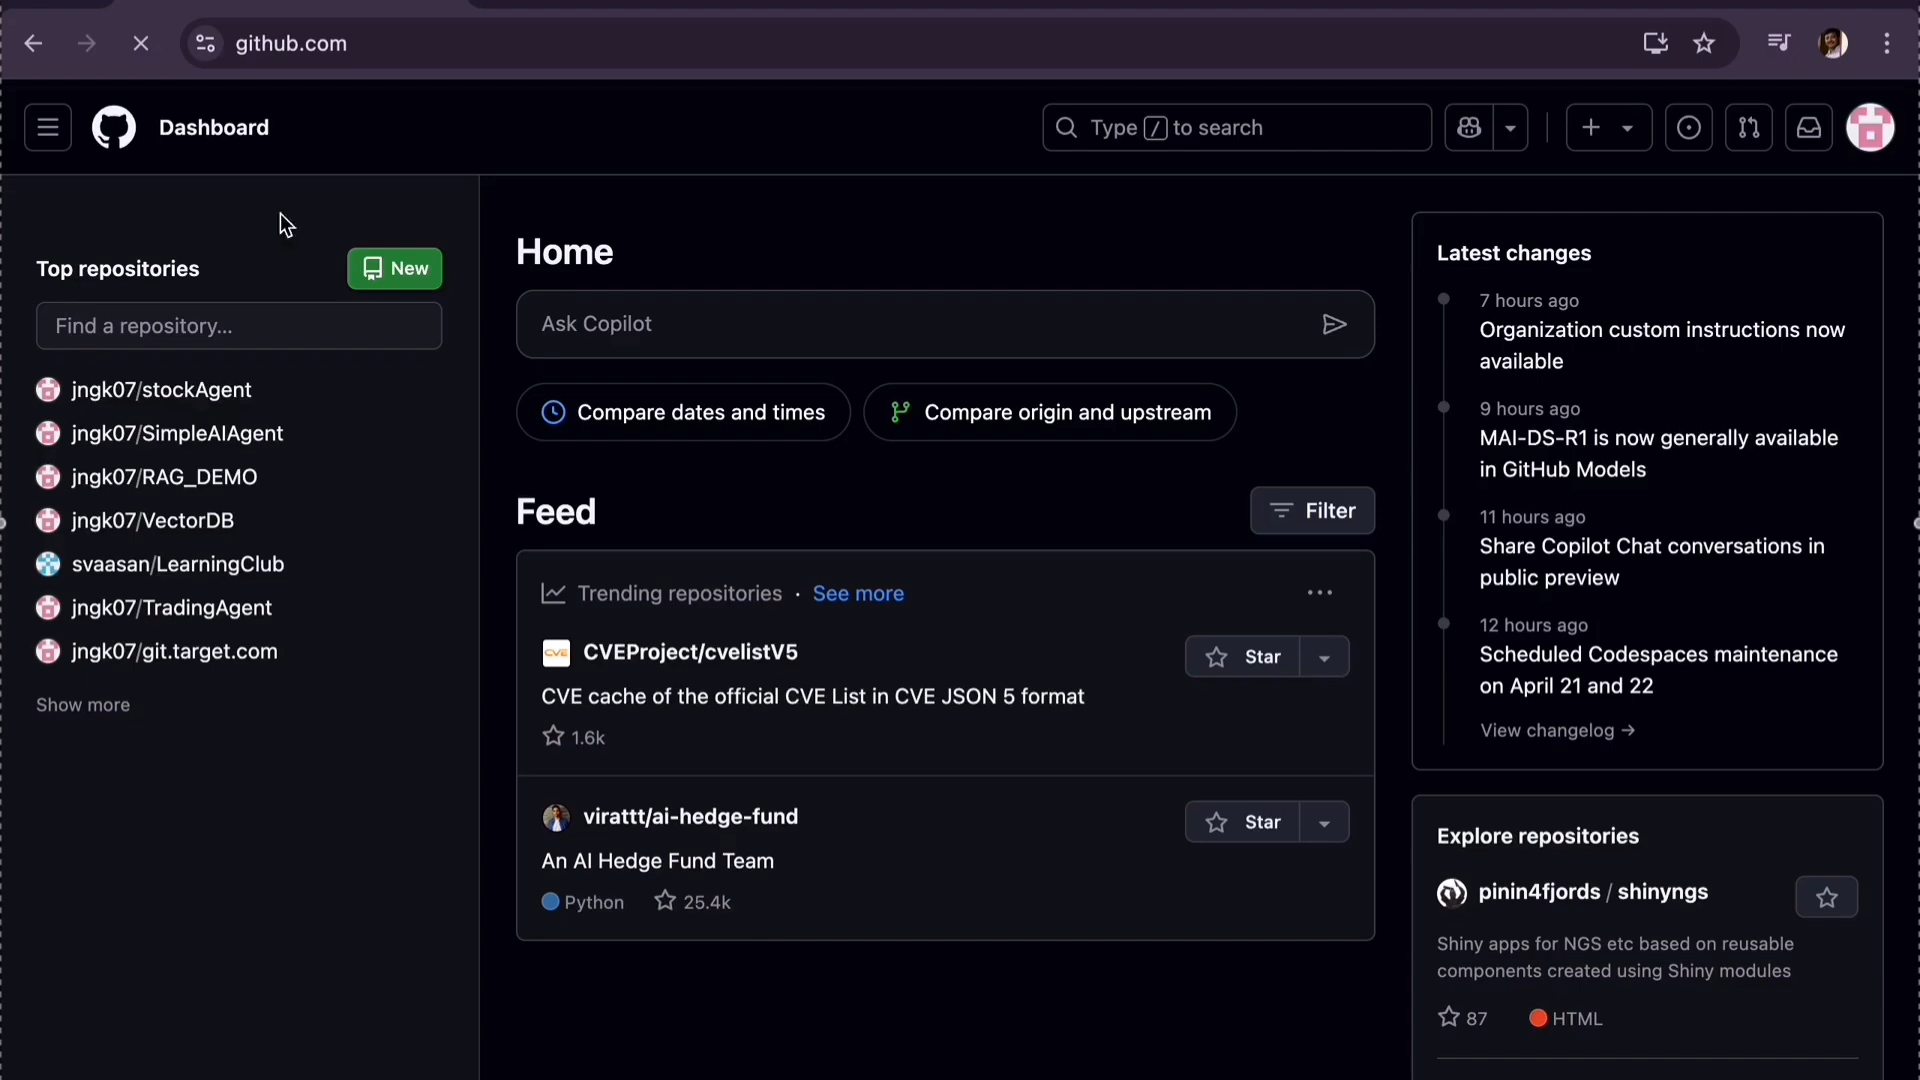 github.com
Dashboard
Type / to search
Top repositories
New
Find a repository...
jngk07/stockAgent
jngk07/SimpleAIAgent
jngk07/RAG_DEMO
jngk07/VectorDB
svaasan/LearningClub
jngk07/TradingAgent
jngk07/git.target.com
Show more
Home
Ask Copilot
Compare dates and times
Compare origin and upstream
Feed
Filter
Trending repositories · See more
CVEProject/cvelistV5
Star
CVE cache of the official CVE List in CVE JSON 5 format
1.6k
virattt/ai-hedge-fund
Star
An AI Hedge Fund Team
Python
25.4k
Latest changes
7 hours ago
Organization custom instructions now
available
9 hours ago
MAI-DS-R1 is now generally available
in GitHub Models
11 hours ago
Share Copilot Chat conversations in
public preview
12 hours ago
Scheduled Codespaces maintenance
on April 21 and 22
View changelog →
Explore repositories
pinin4fjords / shinyngs
Shiny apps for NGS etc based on reusable
components created using Shiny modules
87
HTML